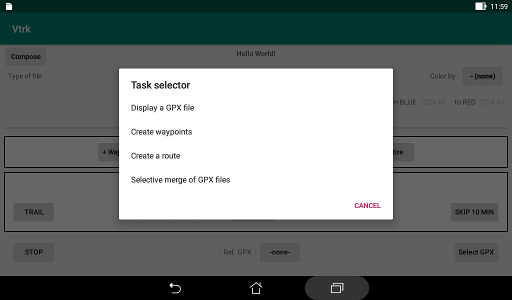 11:59
Vtrk
Hello World!
Compose
Type of file
Color by :
- (none)
BLUE 1234.67 to RED 1234.67
Task selector
Display a GPX file
Create waypoints
Create a route
Selective merge of GPX files
CANCEL
TRAIL
SKIP 10 MIN
STOP
Ref. GPX :
-none-
Select GPX